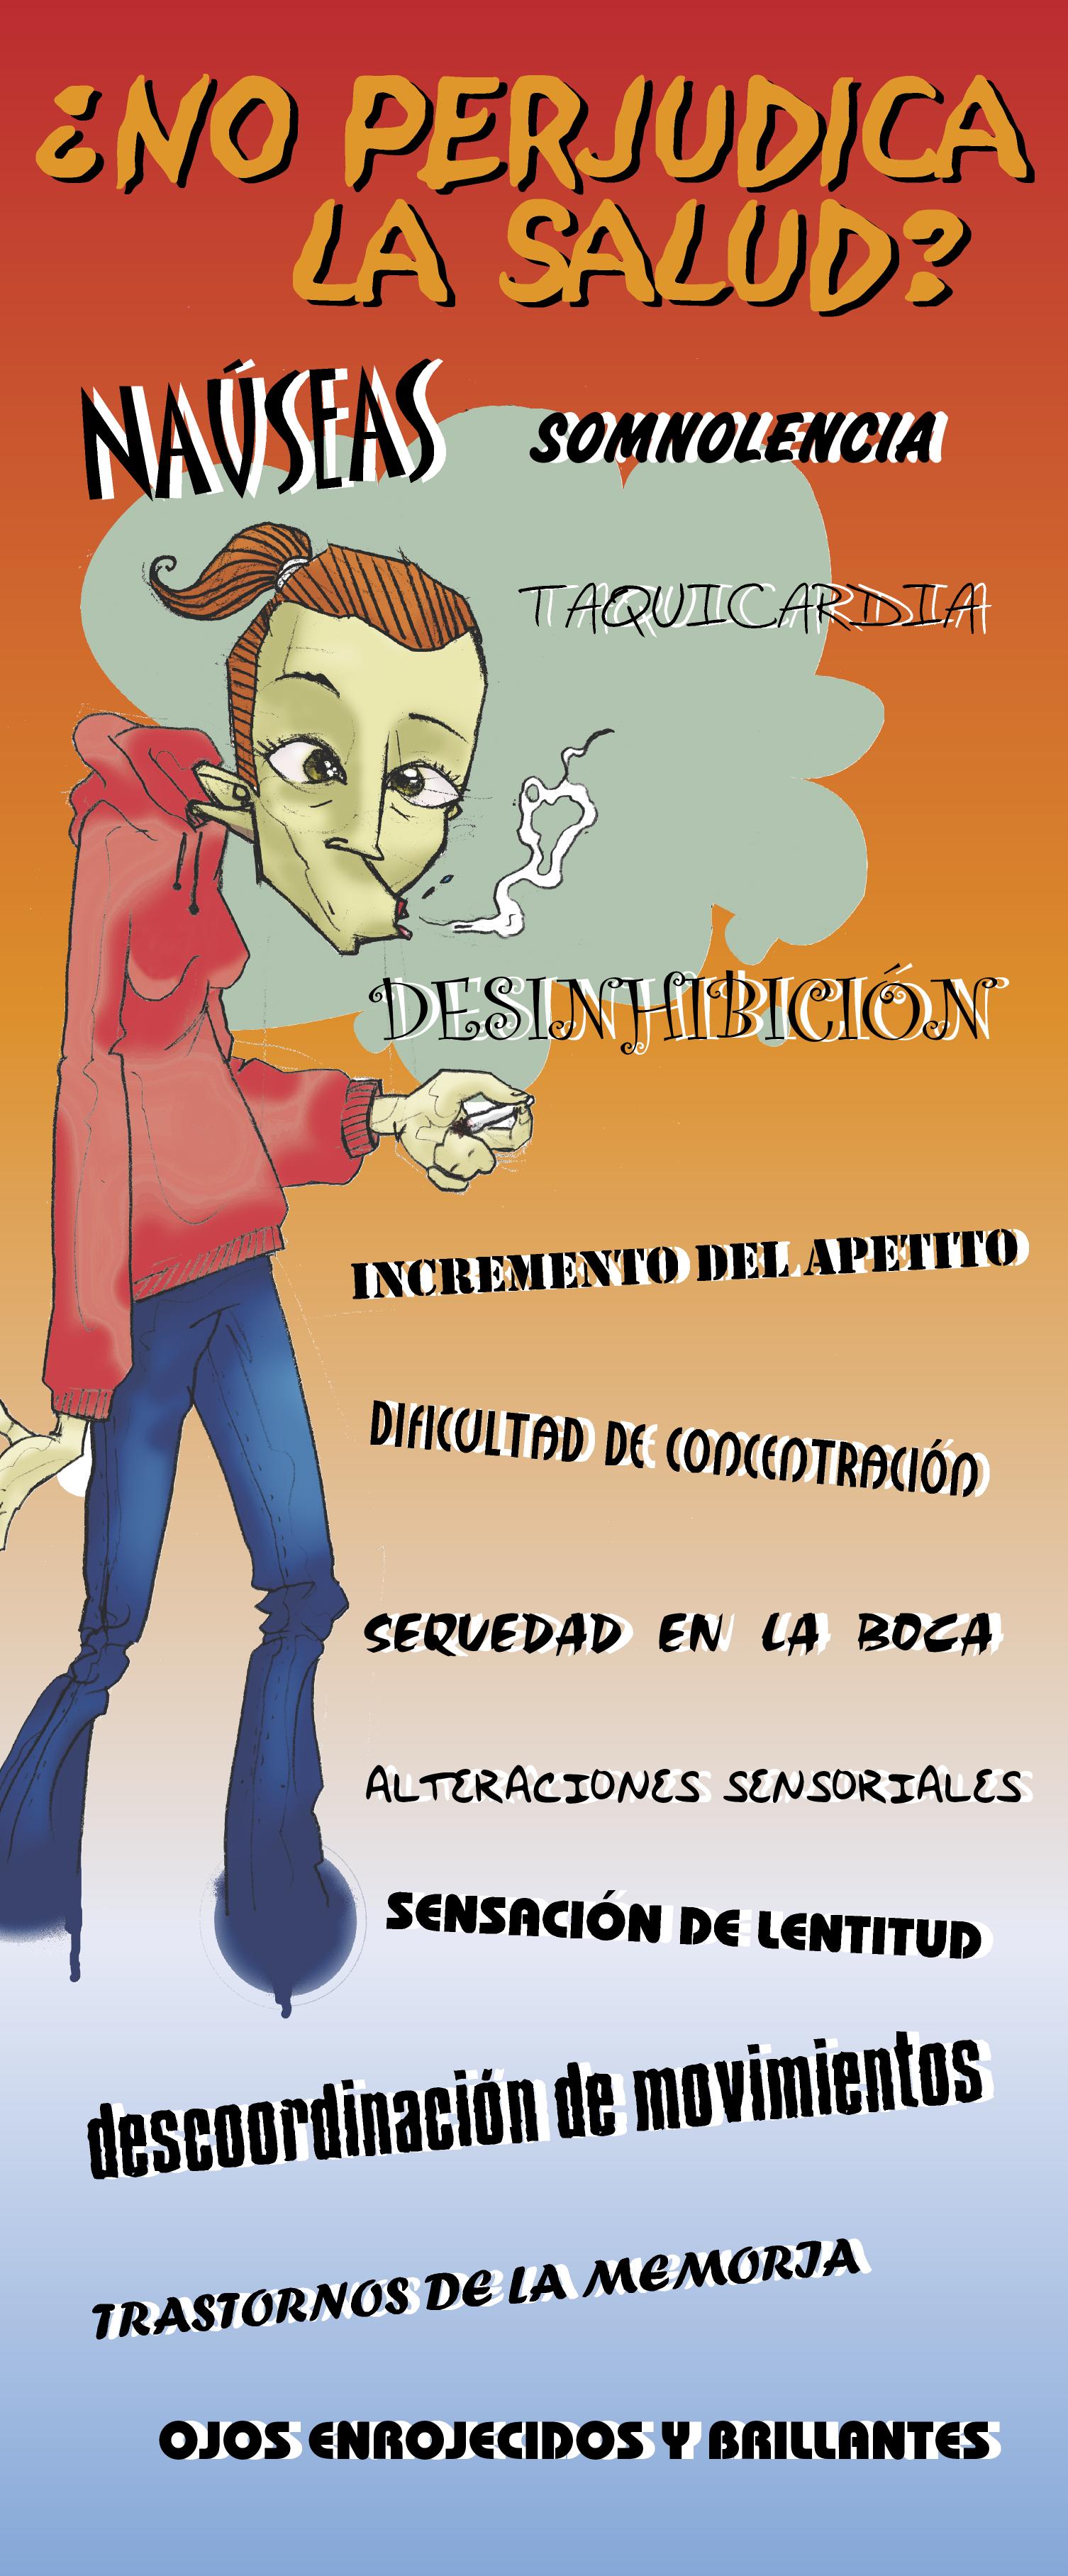 ¿NO PERJUDICA
LA SALUD?
NAÚSEAS
SOMNOLENCIA
TAQUICARDIA
DESINHIBICIÓN
INCREMENTO DEL APETITO
DIFICULTAD DE CONCENTRACIÓN
SEQUEDAD EN LA BOCA
ALTERACIONES SENSORIALES
SENSACIÓN DE LENTITUD
descoordinación de movimientos
TRASTORNOS DE LA MEMORIA
OJOS ENROJECIDOS Y BRILLANTES